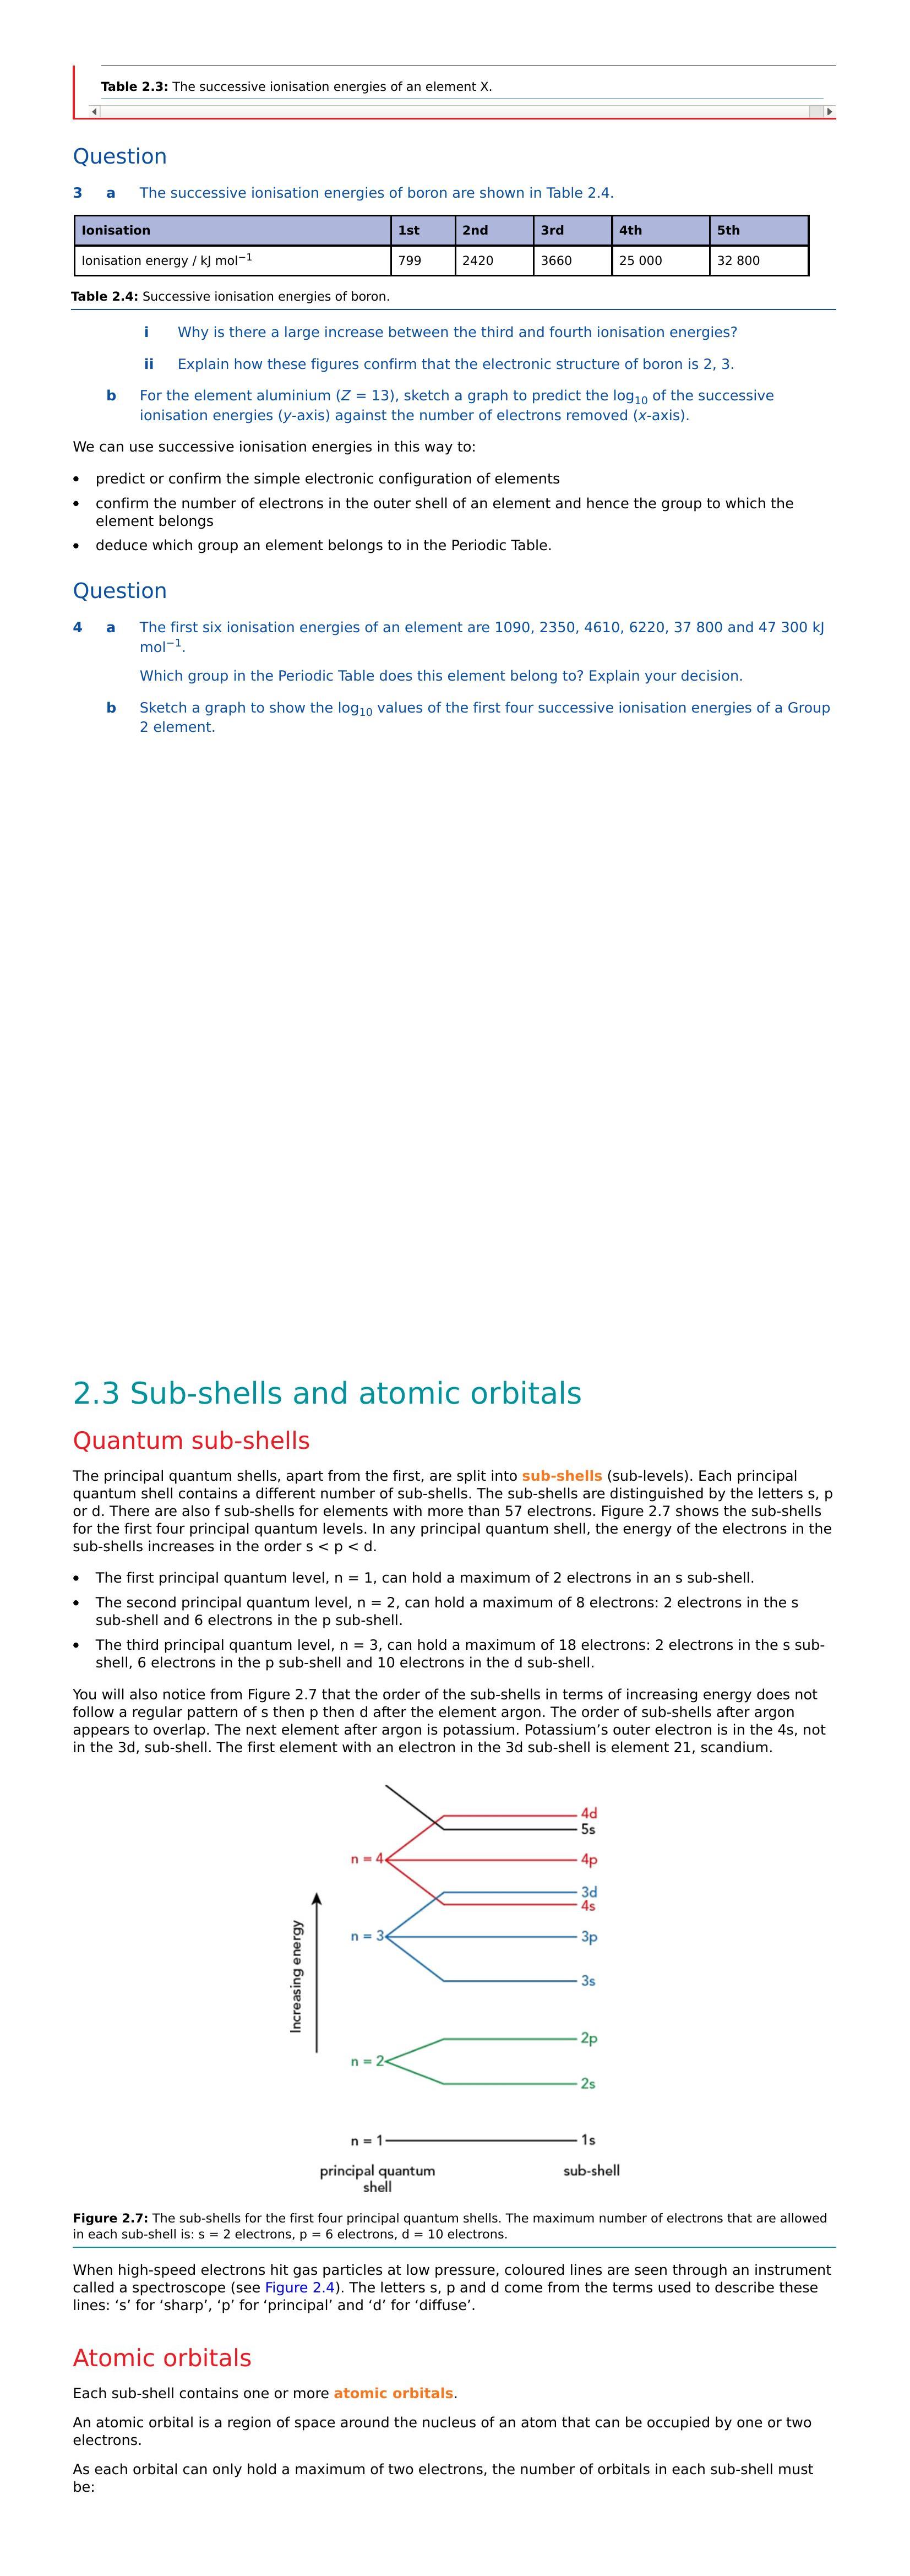 Table 2.3: The successive ionisation energies of an element X.
Question
3 a The successive ionisation energies of boron are shown in Table 2.4.
Ionisation 1st 2nd 3rd 4th 5th
Ionisation energy / kJ mol⁻¹ 799 2420 3660 25 000 32 800
Table 2.4: Successive ionisation energies of boron.
i Why is there a large increase between the third and fourth ionisation energies?
ii Explain how these figures confirm that the electronic structure of boron is 2, 3.
b For the element aluminium (Z = 13), sketch a graph to predict the log₁₀ of the successive
ionisation energies (y-axis) against the number of electrons removed (x-axis).
We can use successive ionisation energies in this way to:
• predict or confirm the simple electronic configuration of elements
• confirm the number of electrons in the outer shell of an element and hence the group to which the
element belongs
• deduce which group an element belongs to in the Periodic Table.
Question
4 a The first six ionisation energies of an element are 1090, 2350, 4610, 6220, 37 800 and 47 300 kJ
mol⁻¹.
Which group in the Periodic Table does this element belong to? Explain your decision.
b Sketch a graph to show the log₁₀ values of the first four successive ionisation energies of a Group
2 element.
2.3 Sub-shells and atomic orbitals
Quantum sub-shells
The principal quantum shells, apart from the first, are split into sub-shells (sub-levels). Each principal
quantum shell contains a different number of sub-shells. The sub-shells are distinguished by the letters s, p
or d. There are also f sub-shells for elements with more than 57 electrons. Figure 2.7 shows the sub-shells
for the first four principal quantum levels. In any principal quantum shell, the energy of the electrons in the
sub-shells increases in the order s < p < d.
• The first principal quantum level, n = 1, can hold a maximum of 2 electrons in an s sub-shell.
• The second principal quantum level, n = 2, can hold a maximum of 8 electrons: 2 electrons in the s
sub-shell and 6 electrons in the p sub-shell.
• The third principal quantum level, n = 3, can hold a maximum of 18 electrons: 2 electrons in the s sub-
shell, 6 electrons in the p sub-shell and 10 electrons in the d sub-shell.
You will also notice from Figure 2.7 that the order of the sub-shells in terms of increasing energy does not
follow a regular pattern of s then p then d after the element argon. The order of sub-shells after argon
appears to overlap. The next element after argon is potassium. Potassium’s outer electron is in the 4s, not
in the 3d, sub-shell. The first element with an electron in the 3d sub-shell is element 21, scandium.
4d
5s
n = 4 4p
3d
4s
n = 3 3p
Increasing energy
3s
2p
n = 2
2s
n = 1 1s
principal quantum sub-shell
shell
Figure 2.7: The sub-shells for the first four principal quantum shells. The maximum number of electrons that are allowed
in each sub-shell is: s = 2 electrons, p = 6 electrons, d = 10 electrons.
When high-speed electrons hit gas particles at low pressure, coloured lines are seen through an instrument
called a spectroscope (see Figure 2.4). The letters s, p and d come from the terms used to describe these
lines: ‘s’ for ‘sharp’, ‘p’ for ‘principal’ and ‘d’ for ‘diffuse’.
Atomic orbitals
Each sub-shell contains one or more atomic orbitals.
An atomic orbital is a region of space around the nucleus of an atom that can be occupied by one or two
electrons.
As each orbital can only hold a maximum of two electrons, the number of orbitals in each sub-shell must
be: